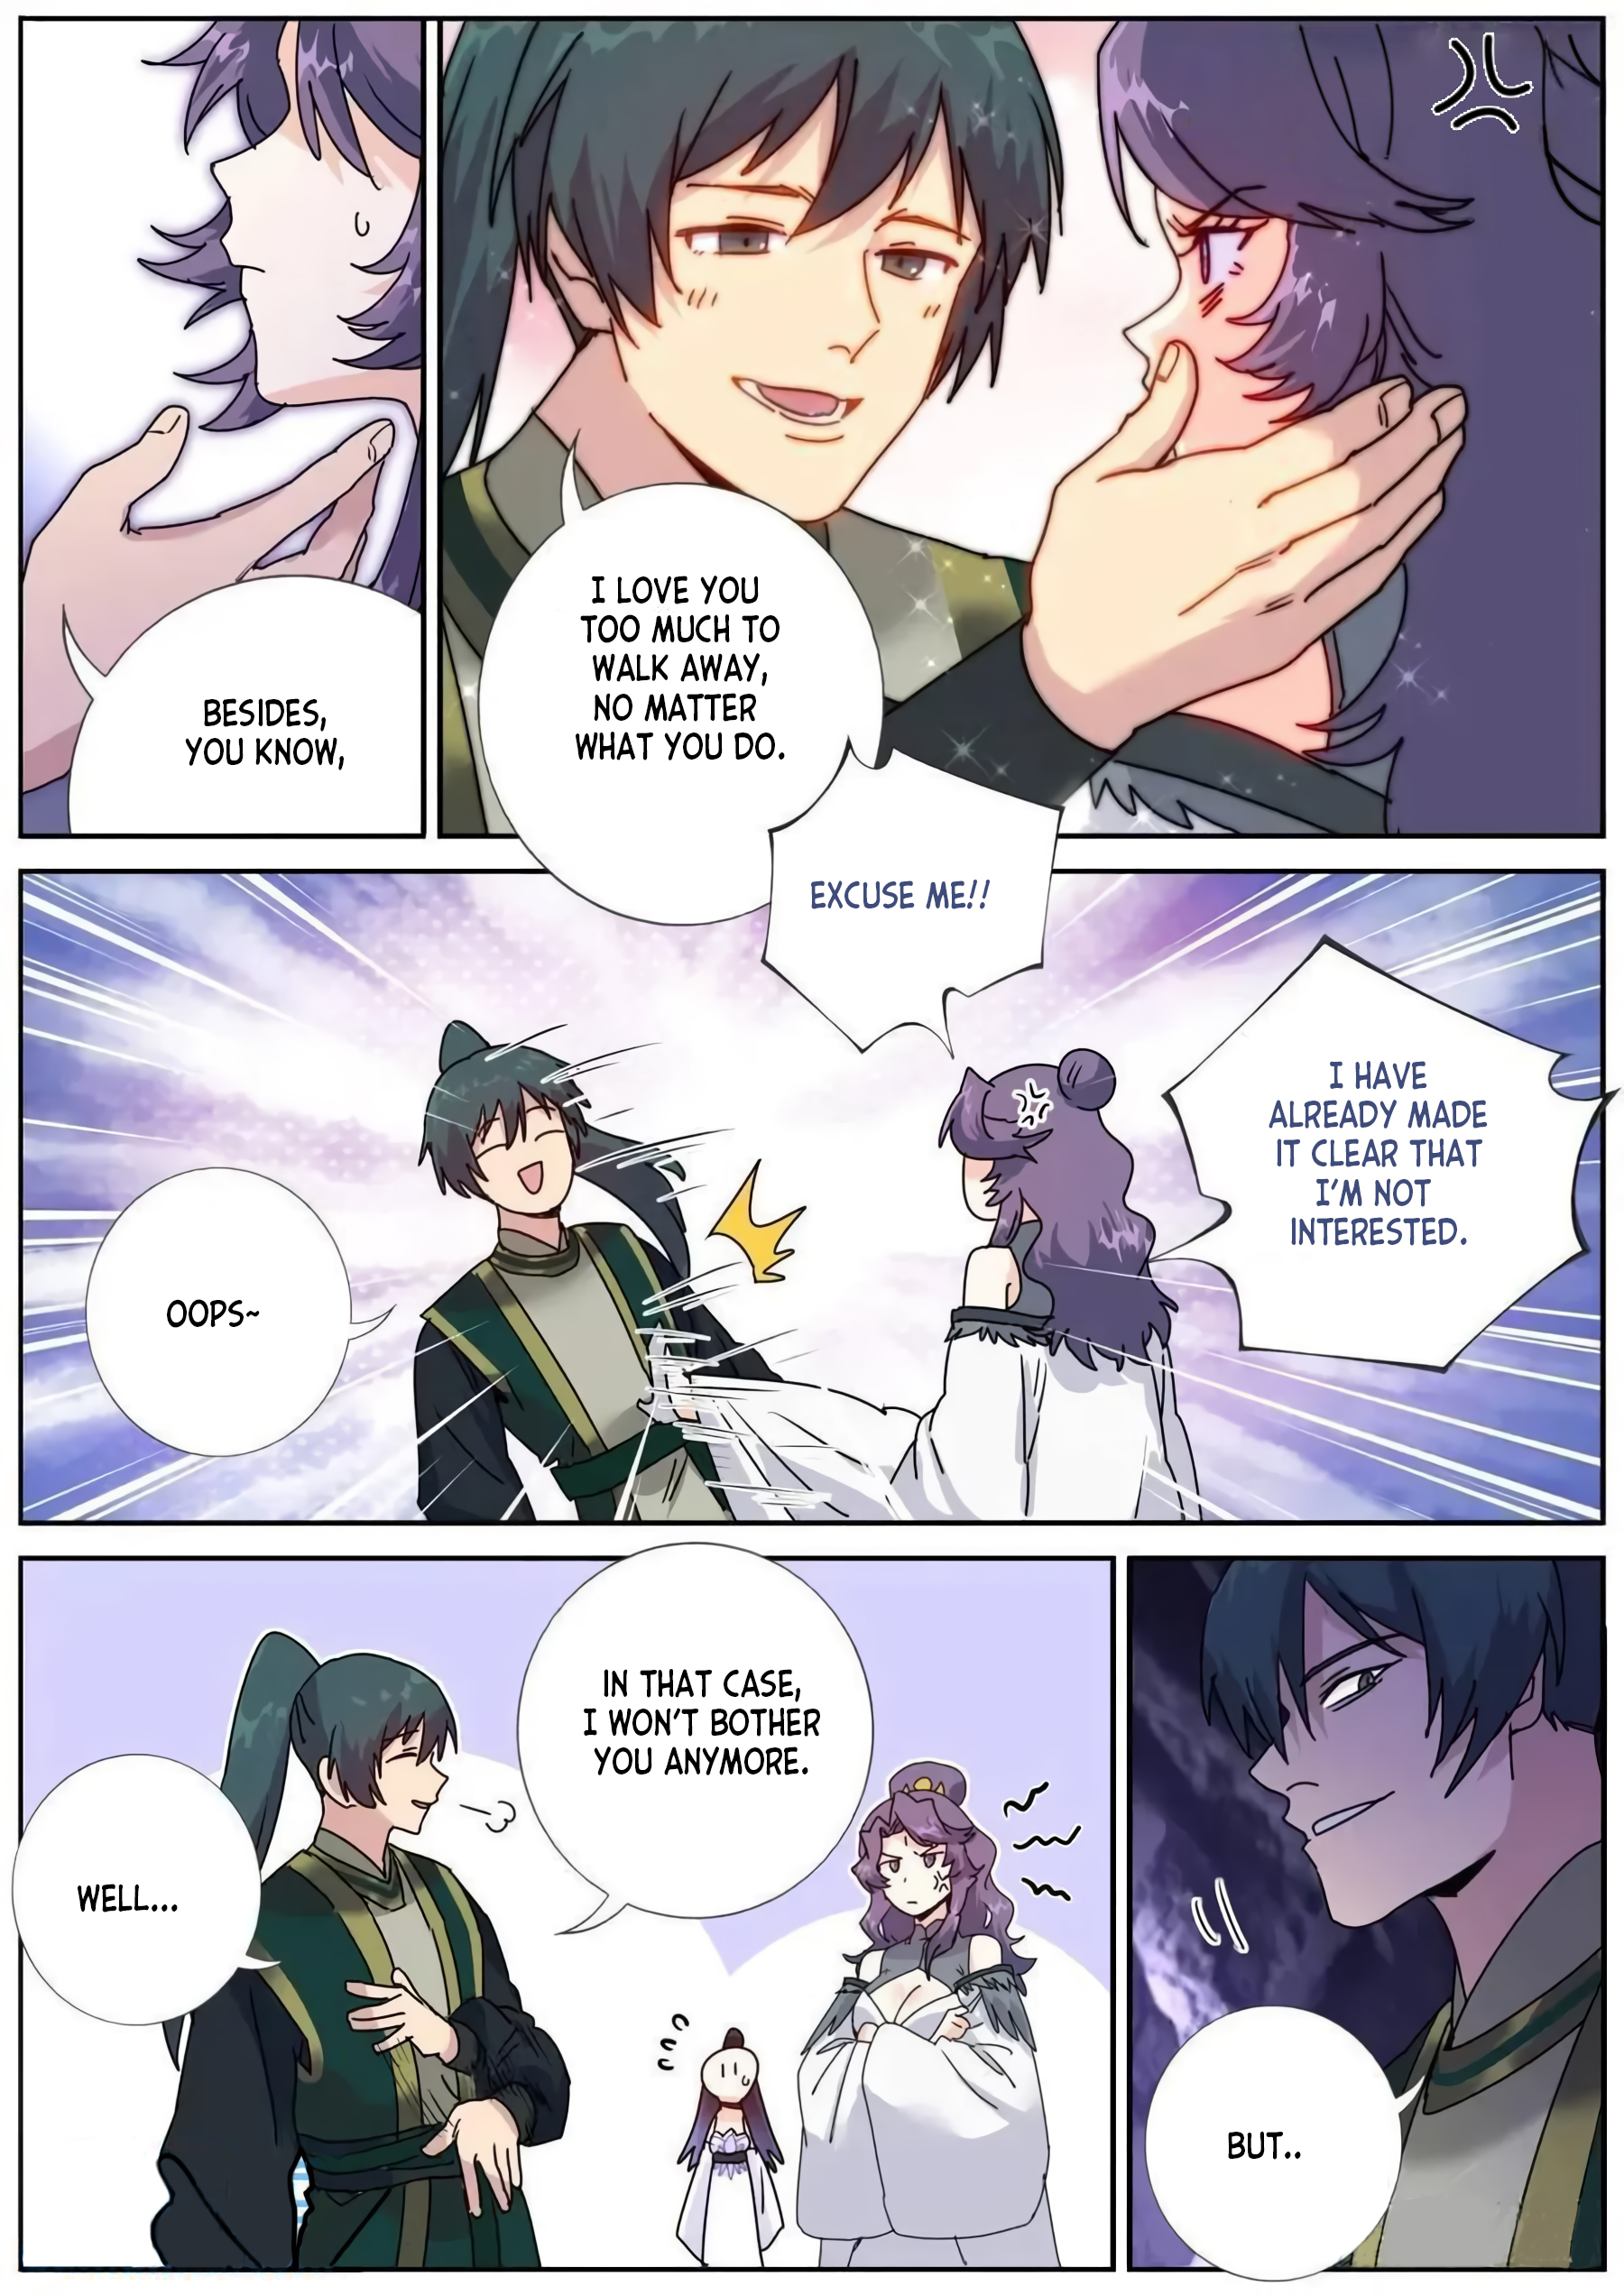 BESIDES,
YOU KNOW,
I LOVE YOU
TOO MUCH TO
WALK AWAY,
NO MATTER
WHAT YOU DO.
EXCUSE ME!!
I HAVE
ALREADY MADE
IT CLEAR THAT
I'M NOT
INTERESTED.
OOPS~
WELL...
IN THAT CASE,
I WON'T BOTHER
YOU ANYMORE.
BUT..